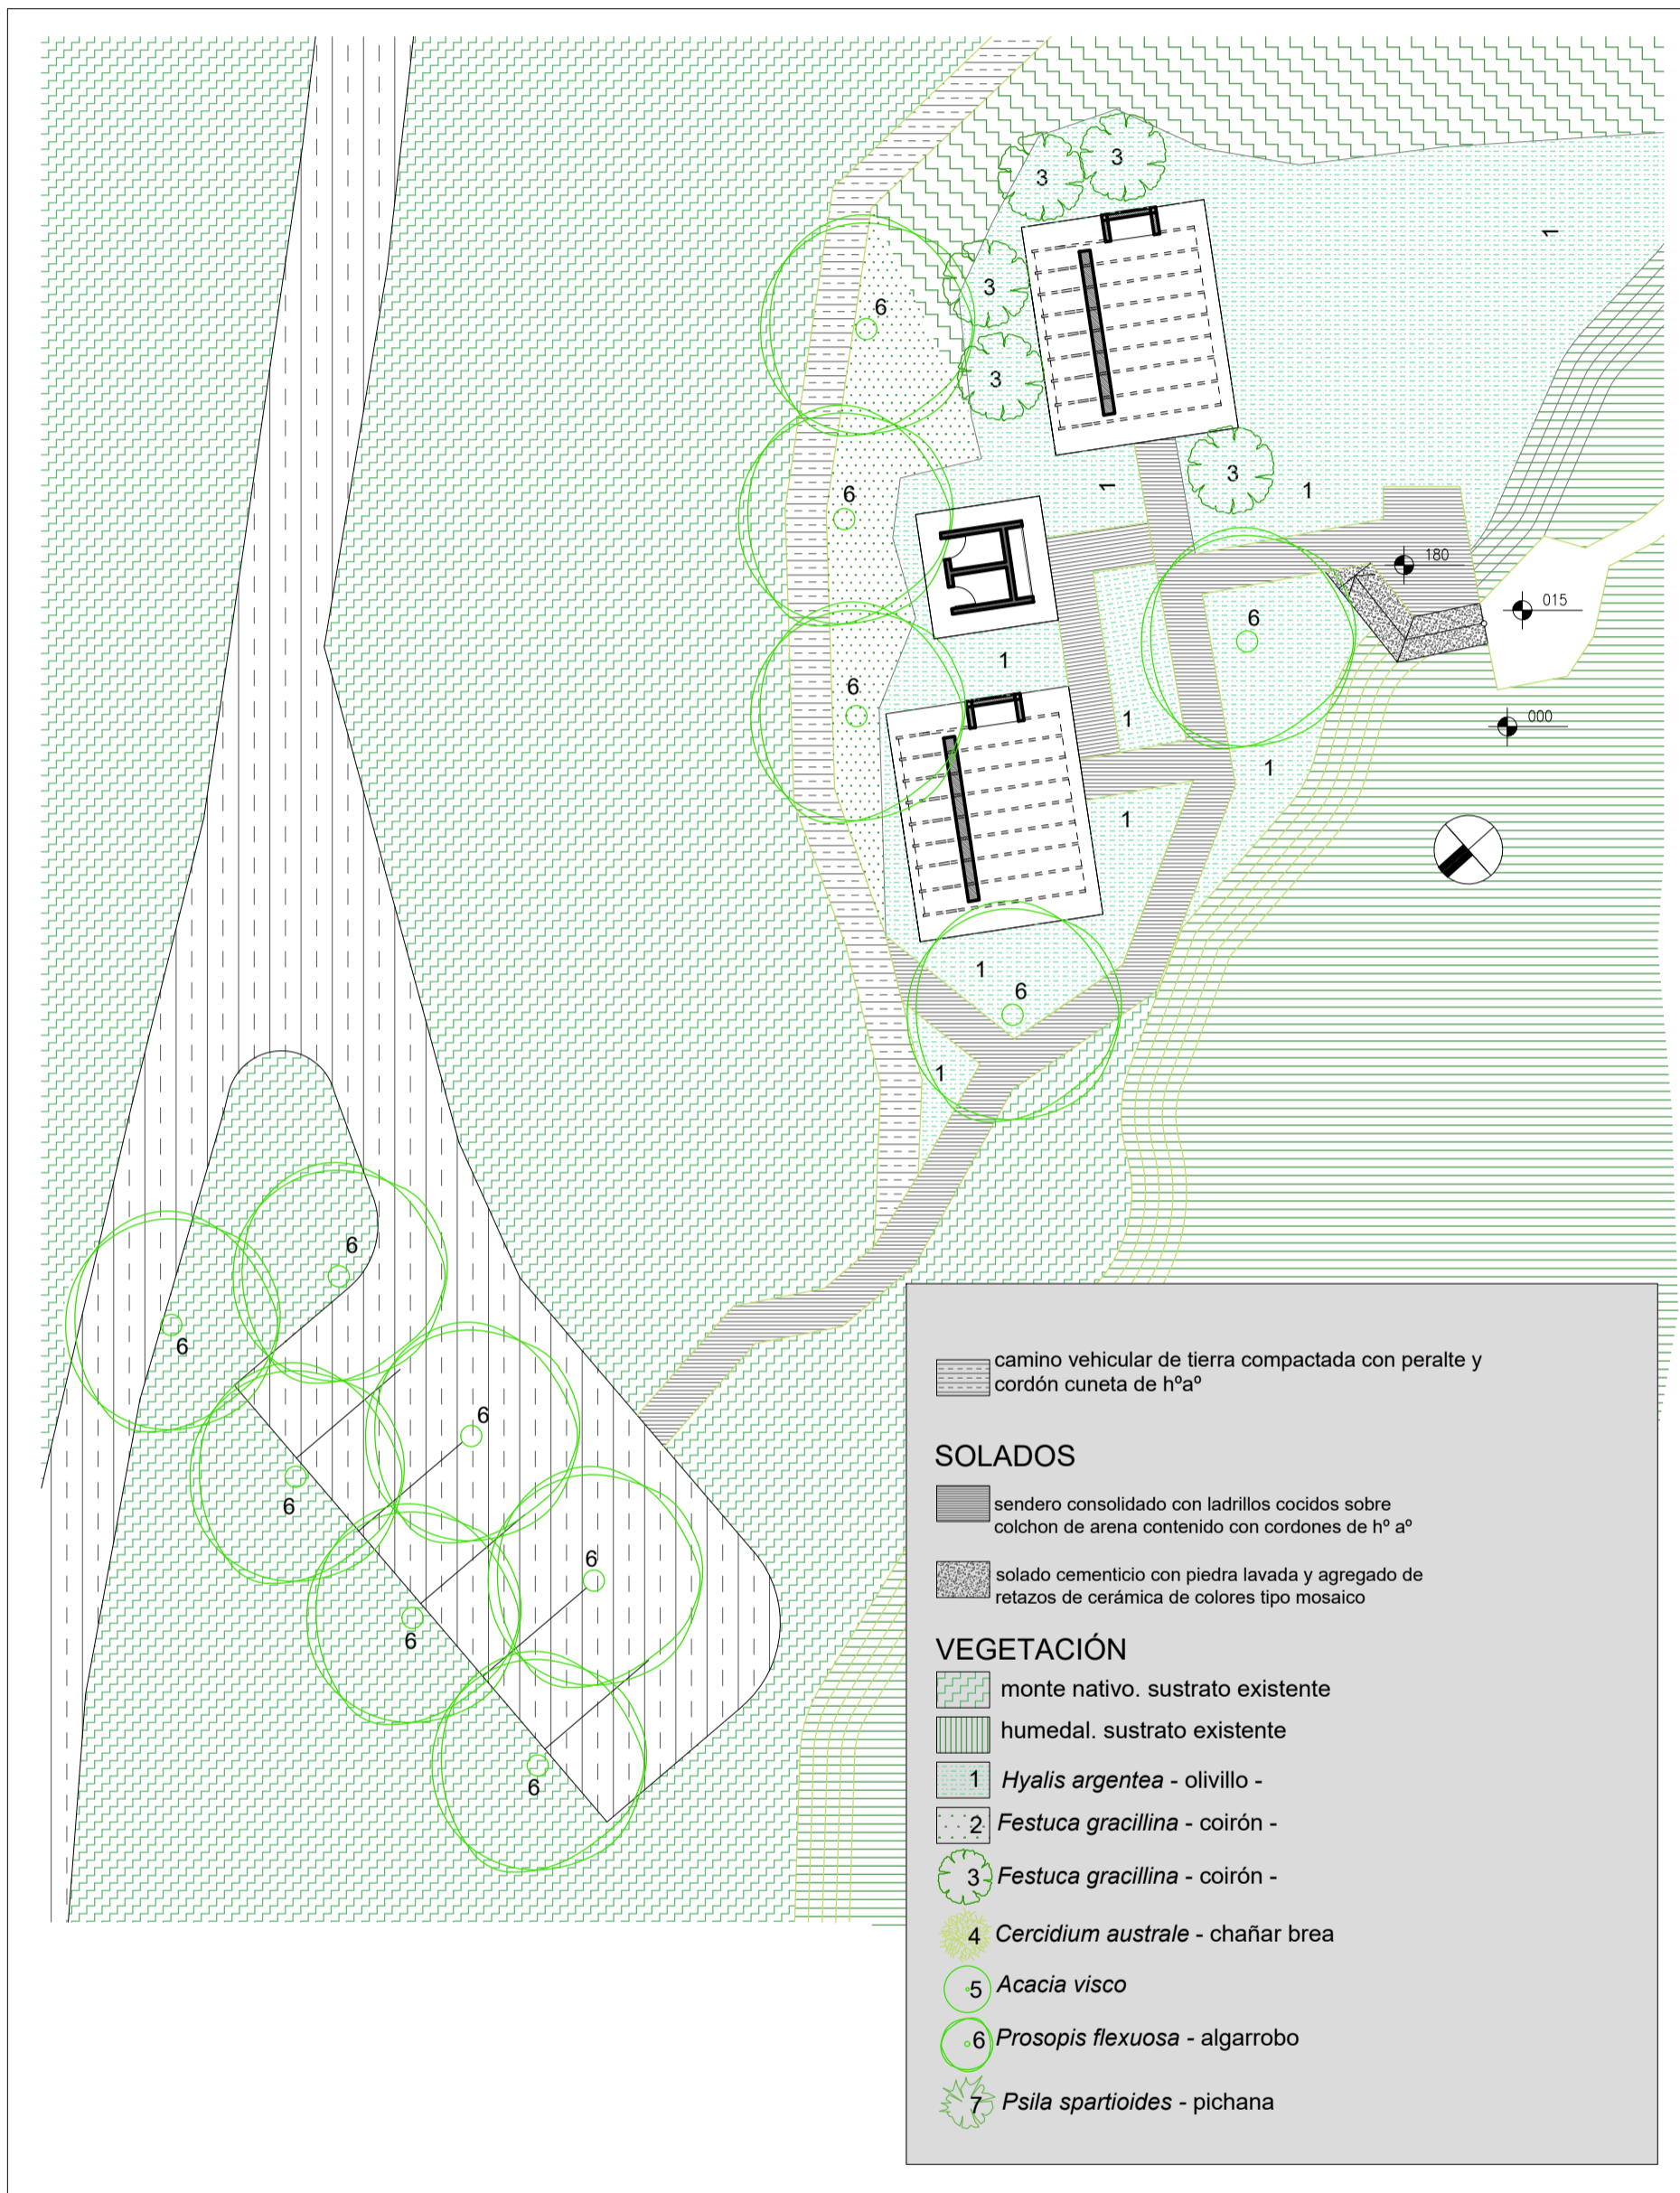 3
3
1
3
6
3
3
1
1
6
180
015
6
1
6
1
000
1
1
1
6
1
6
6
6
6
6
6
6
camino vehicular de tierra compactada con peralte y
cordón cuneta de hºaº
SOLADOS
sendero consolidado con ladrillos cocidos sobre
colchon de arena contenido con cordones de hº aº
solado cementicio con piedra lavada y agregado de
retazos de cerámica de colores tipo mosaico
VEGETACIÓN
monte nativo. sustrato existente
humedal. sustrato existente
1 Hyalis argentea - olivillo -
2 Festuca gracillina - coirón -
3 Festuca gracillina - coirón -
4 Cercidium australe - chañar brea
5 Acacia visco
6 Prosopis flexuosa - algarrobo
7 Psila spartioides - pichana